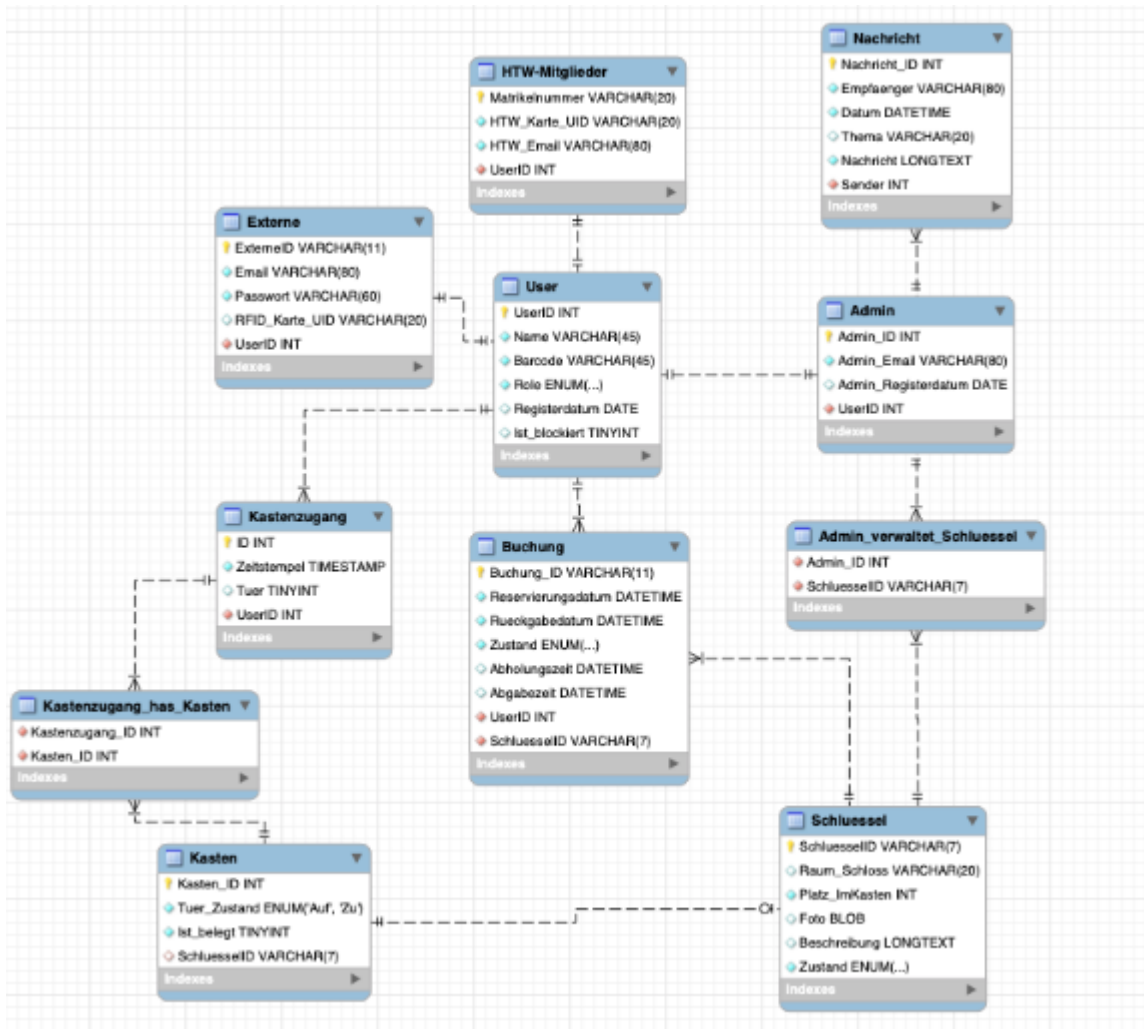 HTW-Mitglieder
Matrikelnummer VARCHAR(20)
HTW_Karte_UID VARCHAR(20)
HTW_Email VARCHAR(80)
UserID INT
Indexes
Nachricht
Nachricht_ID INT
Empfaenger VARCHAR(80)
Datum DATETIME
Thema VARCHAR(20)
Nachricht LONGTEXT
Sender INT
Indexes
Externe
ExterneID VARCHAR(11)
Email VARCHAR(80)
Passwort VARCHAR(60)
RFID_Karte_UID VARCHAR(20)
UserID INT
Indexes
User
UserID INT
Name VARCHAR(45)
Barcode VARCHAR(45)
Role ENUM(...)
Registerdatum DATE
Ist_blockiert TINYINT
Indexes
Admin
Admin_ID INT
Admin_Email VARCHAR(80)
Admin_Registerdatum DATE
UserID INT
Indexes
Kastenzugang
ID INT
Zeitstempel TIMESTAMP
Tuer TINYINT
UserID INT
Indexes
Buchung
Buchung_ID VARCHAR(11)
Reservierungsdatum DATETIME
Rueckgabedatum DATETIME
Zustand ENUM(...)
Abholungszeit DATETIME
Abgabezeit DATETIME
UserID INT
SchluesselID VARCHAR(7)
Indexes
Admin_verwaltet_Schluessel
Admin_ID INT
SchluesselID VARCHAR(7)
Indexes
Kastenzugang_has_Kasten
Kastenzugang_ID INT
Kasten_ID INT
Indexes
Kasten
Kasten_ID INT
Tuer_Zustand ENUM('Auf', 'Zu')
Ist_belegt TINYINT
SchluesselID VARCHAR(7)
Indexes
Schluessel
SchluesselID VARCHAR(7)
Raum_Schloss VARCHAR(20)
Platz_ImKasten INT
Foto BLOB
Beschreibung LONGTEXT
Zustand ENUM(...)
Indexes